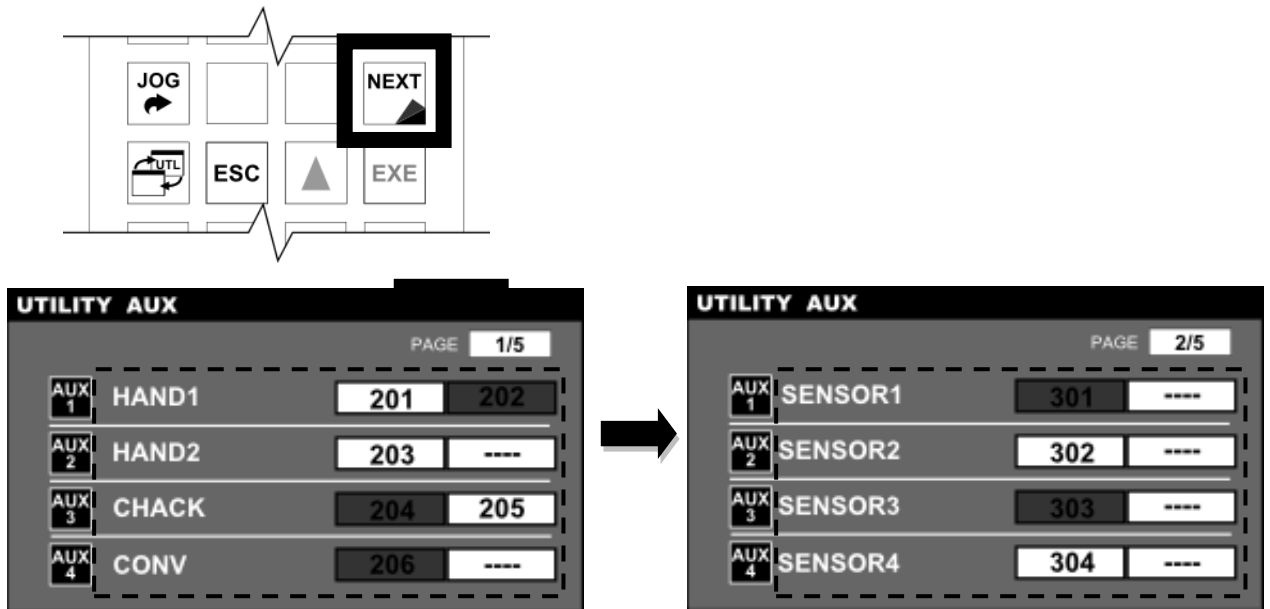 JOG NEXT
UTL ESC EXE
UTILITY AUX
PAGE 1/5
AUX 1 HAND1 201 202
AUX 2 HAND2 203 ----
AUX 3 CHACK 204 205
AUX 4 CONV 206 ----
UTILITY AUX
PAGE 2/5
AUX 1 SENSOR1 301 ----
AUX 2 SENSOR2 302 ----
AUX 3 SENSOR3 303 ----
AUX 4 SENSOR4 304 ----